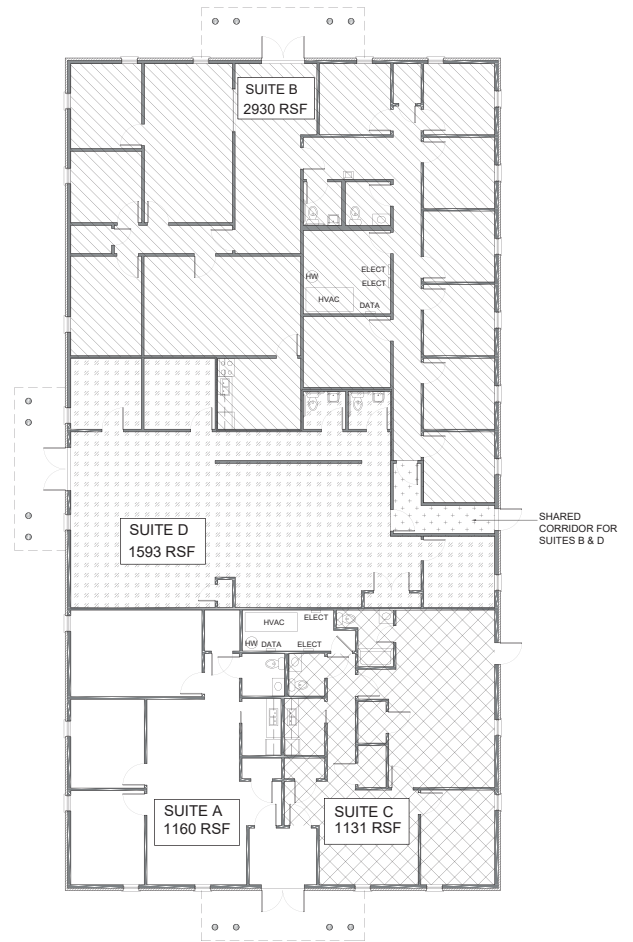 SUITE B
2930 RSF
ELECT
HW
ELECT
HVAC
DATA
SHARED
CORRIDOR FOR
SUITES B & D
SUITE D
1593 RSF
ELECT
HVAC
HW DATA ELECT
SUITE A
1160 RSF
SUITE C
1131 RSF